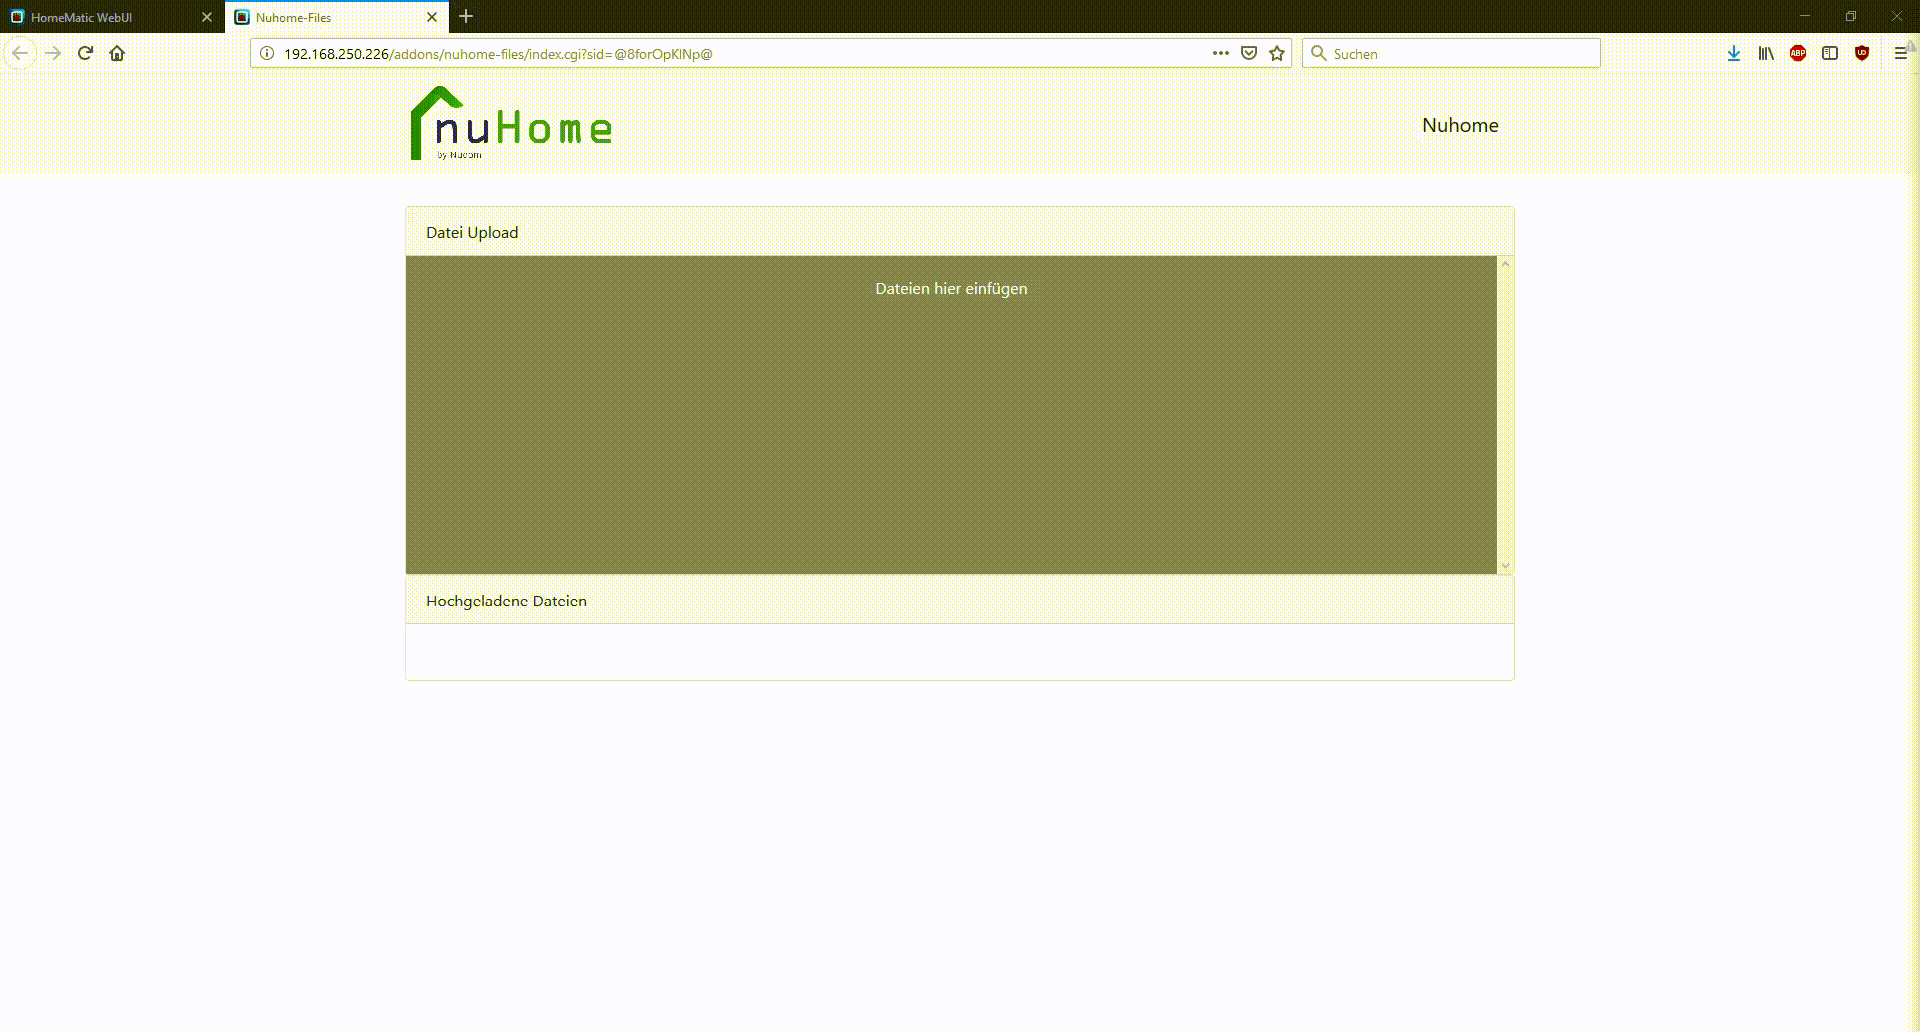 HomeMatic WebUI
Nuhome-Files
192.168.250.226/addons/nuhome-files/index.cgi?sid=@8forOpKlNp@
Suchen
ABP
nuHome
by Nucom
Nuhome
Datei Upload
Dateien hier einfügen
Hochgeladene Dateien